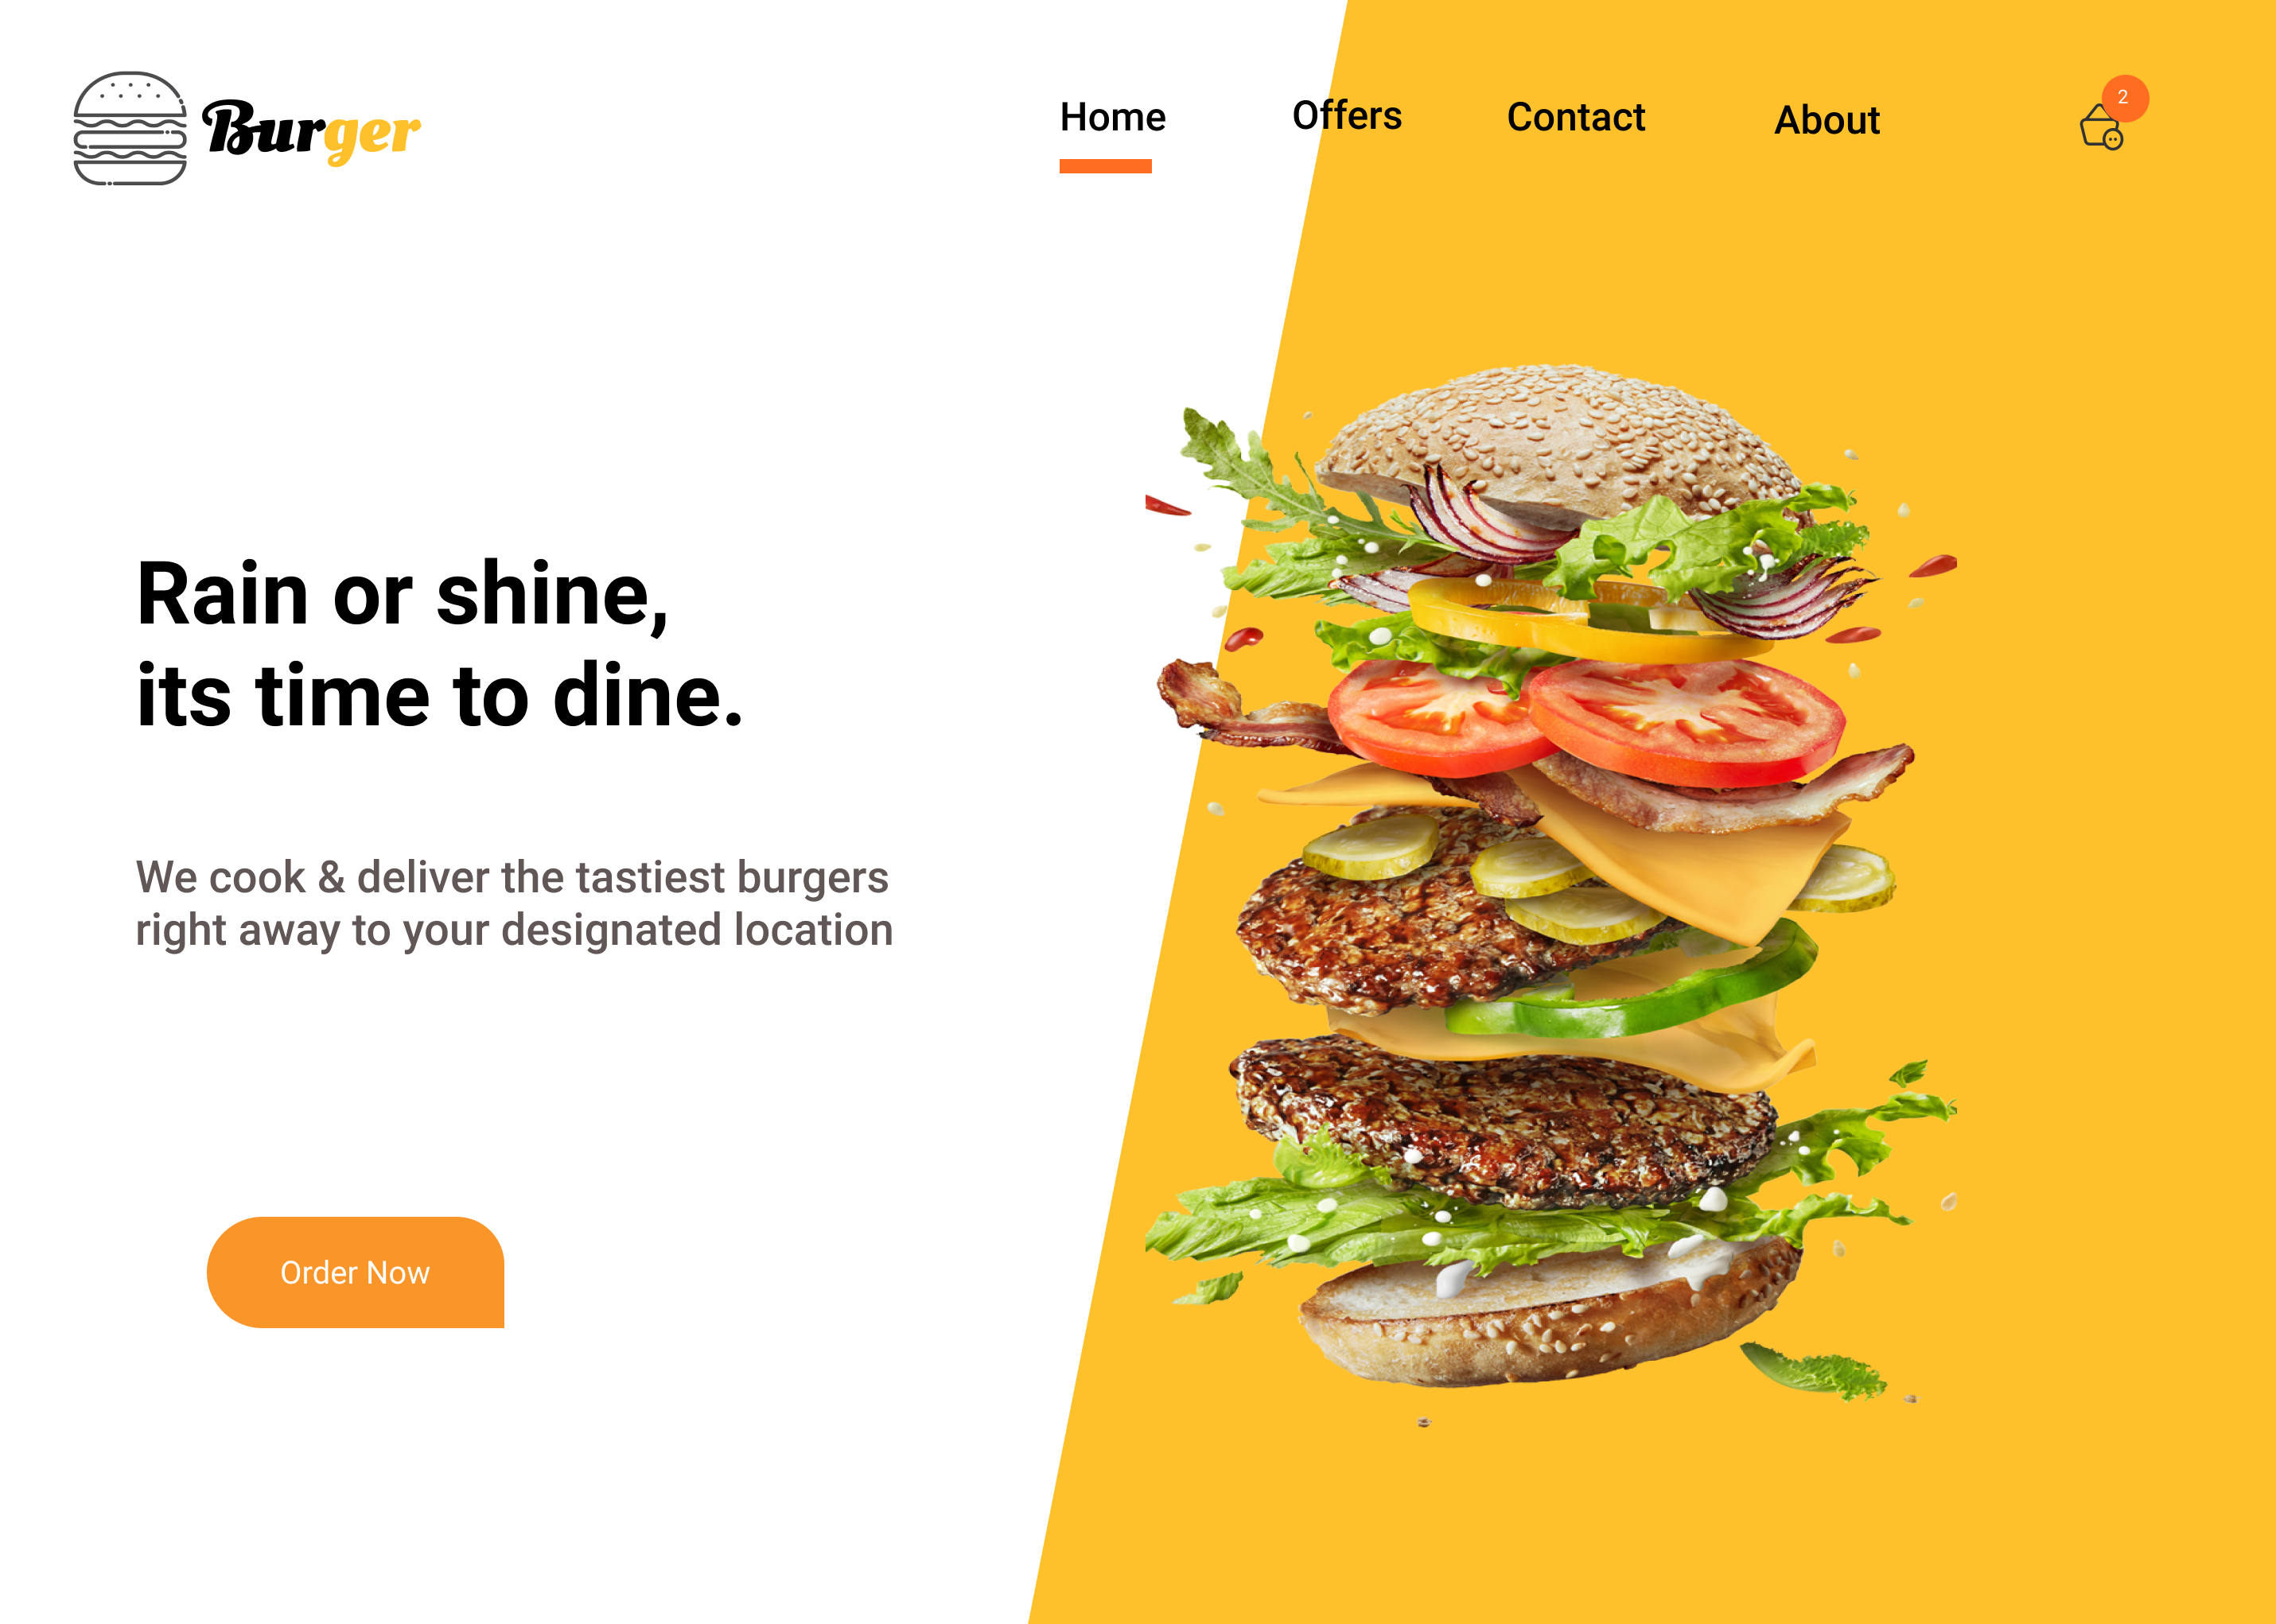 Burger
Home
Offers
Contact
About
2
Rain or shine,
its time to dine.
We cook & deliver the tastiest burgers
right away to your designated location
Order Now